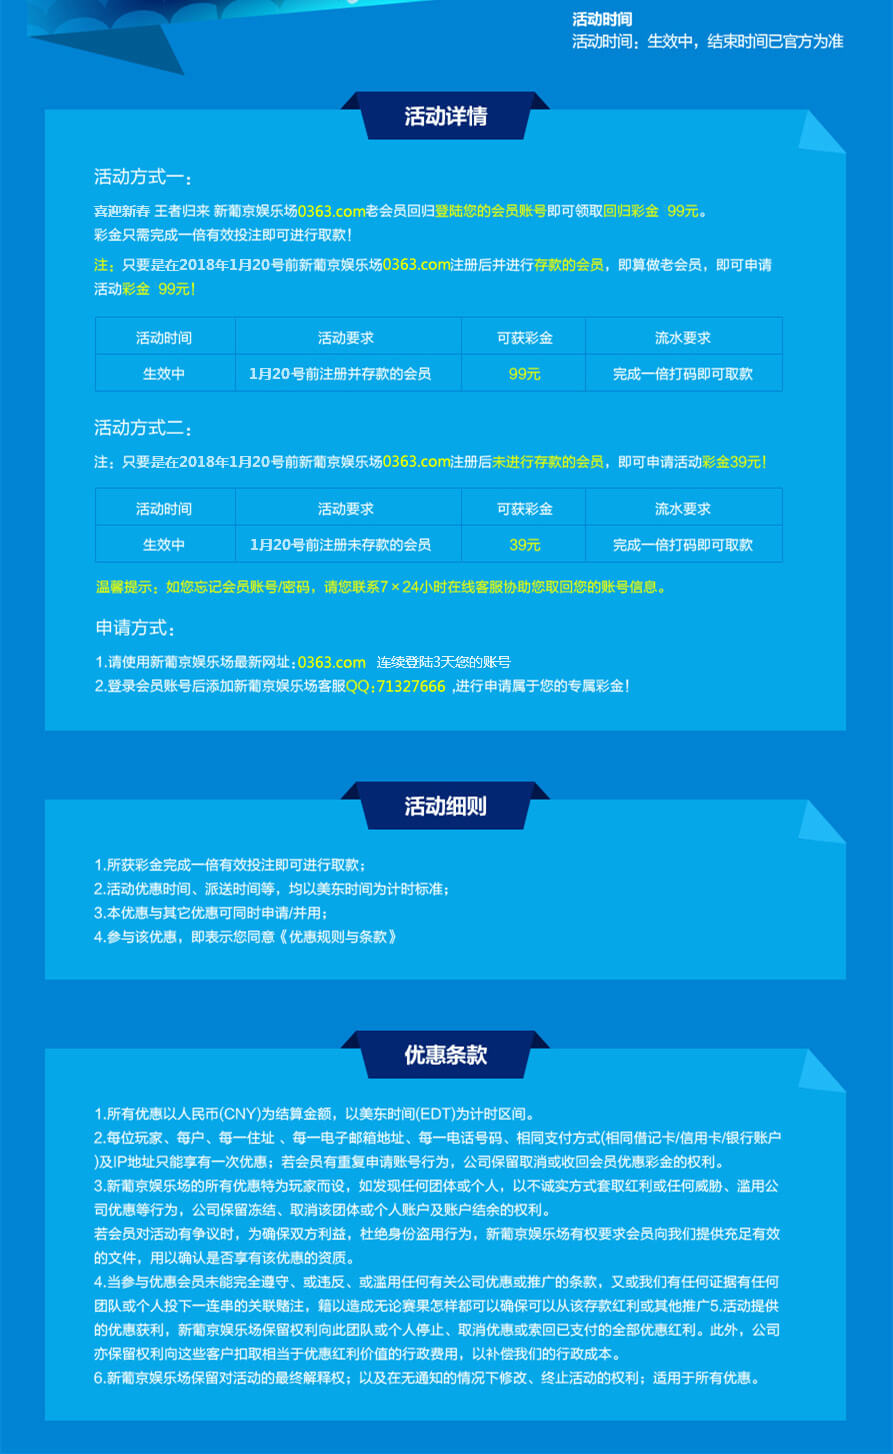 活动时间
活动时间：生效中，结束时间已官方为准
活动详情
活动方式一：
喜迎新春 王者归来 新葡京娱乐场0363.com老会员回归登陆您的会员账号即可领取回归彩金 99元。
彩金只需完成一倍有效投注即可进行取款！
注：只要是在2018年1月20号前新葡京娱乐场0363.com注册后并进行存款的会员，即算做老会员，即可申请
活动彩金 99元！
活动时间 活动要求 可获彩金 流水要求
生效中 1月20号前注册并存款的会员 99元 完成一倍打码即可取款
活动方式二：
注：只要是在2018年1月20号前新葡京娱乐场0363.com注册后未进行存款的会员，即可申请活动彩金39元！
活动时间 活动要求 可获彩金 流水要求
生效中 1月20号前注册未存款的会员 39元 完成一倍打码即可取款
温馨提示：如您忘记会员账号/密码，请您联系7×24小时在线客服协助您取回您的账号信息。
申请方式：
1.请使用新葡京娱乐场最新网址:0363.com 连续登陆3天您的账号
2.登录会员账号后添加新葡京娱乐场客服QQ:71327666 ,进行申请属于您的专属彩金！
活动细则
1.所获彩金完成一倍有效投注即可进行取款；
2.活动优惠时间、派送时间等，均以美东时间为计时标准；
3.本优惠与其它优惠可同时申请/并用；
4.参与该优惠，即表示您同意《优惠规则与条款》
优惠条款
1.所有优惠以人民币(CNY)为结算金额，以美东时间(EDT)为计时区间。
2.每位玩家、每户、每一住址 、每一电子邮箱地址、每一电话号码、相同支付方式(相同借记卡/信用卡/银行账户
)及IP地址只能享有一次优惠；若会员有重复申请账号行为，公司保留取消或收回会员优惠彩金的权利。
3.新葡京娱乐场的所有优惠特为玩家而设，如发现任何团体或个人，以不诚实方式套取红利或任何威胁、滥用公
司优惠等行为，公司保留冻结、取消该团体或个人账户及账户结余的权利。
若会员对活动有争议时，为确保双方利益，杜绝身份盗用行为，新葡京娱乐场有权要求会员向我们提供充足有效
的文件，用以确认是否享有该优惠的资质。
4.当参与优惠会员未能完全遵守、或违反、或滥用任何有关公司优惠或推广的条款，又或我们有任何证据有任何
团队或个人投下一连串的关联赌注，籍以造成无论赛果怎样都可以确保可以从该存款红利或其他推广5.活动提供
的优惠获利，新葡京娱乐场保留权利向此团队或个人停止、取消优惠或索回已支付的全部优惠红利。此外，公司
亦保留权利向这些客户扣取相当于优惠红利价值的行政费用，以补偿我们的行政成本。
6.新葡京娱乐场保留对活动的最终解释权；以及在无通知的情况下修改、终止活动的权利；适用于所有优惠。